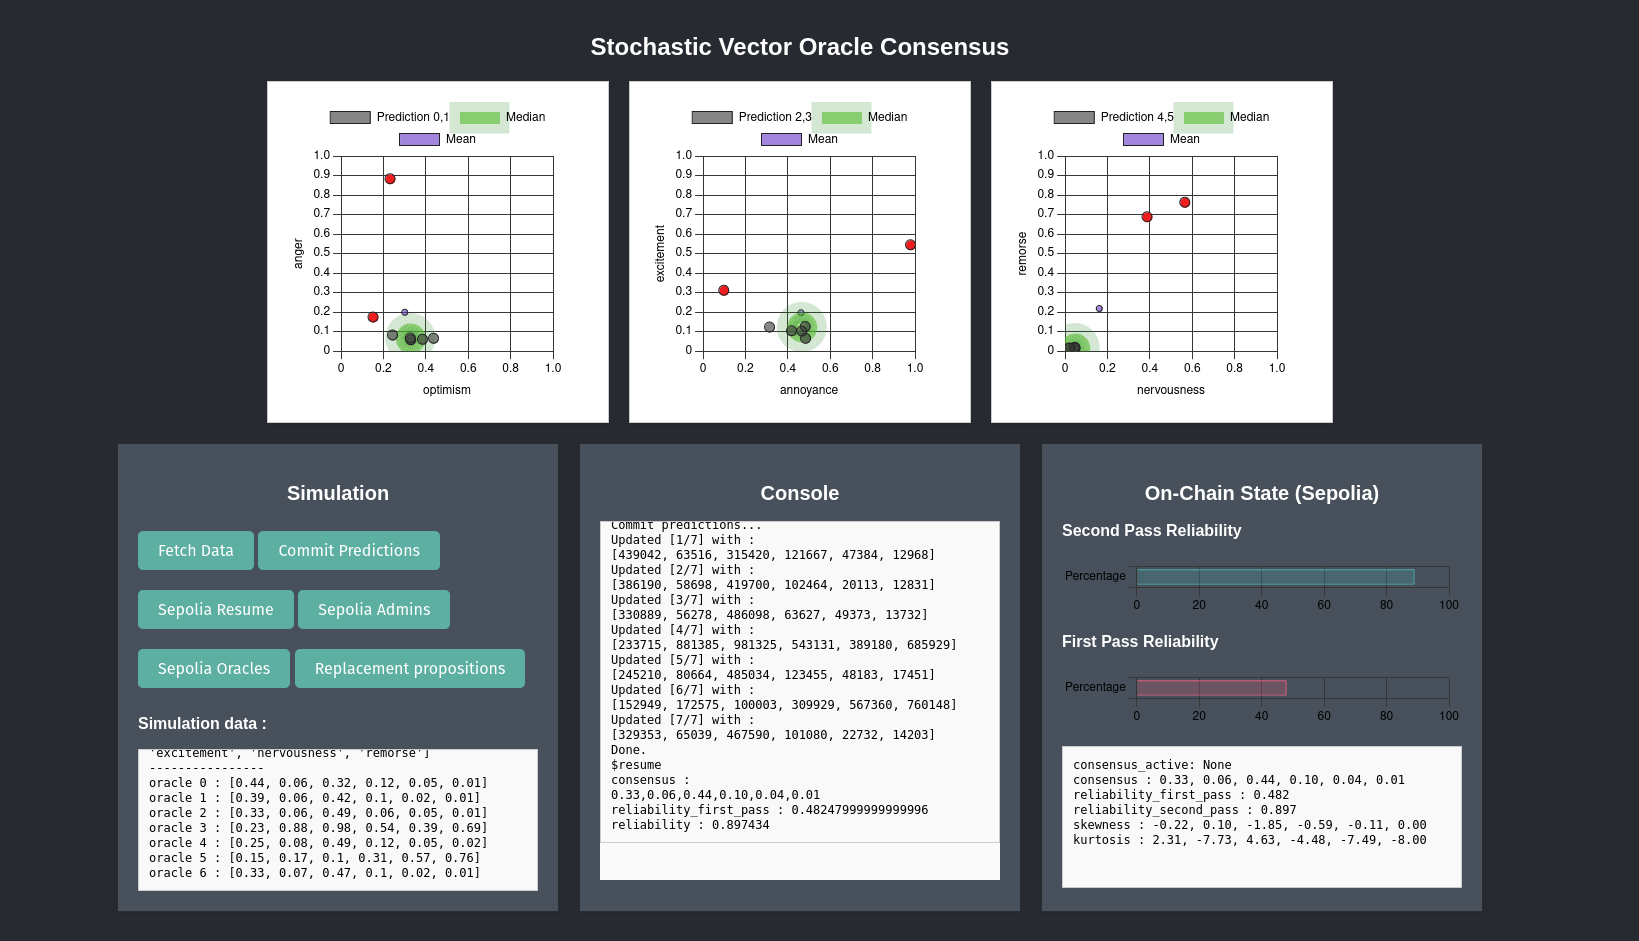 Stochastic Vector Oracle Consensus
Prediction 0,1 Median
Mean
1.0
0.9
0.8
0.7
0.6
0.5
0.4
0.3
0.2
0.1
0
anger
0 0.2 0.4 0.6 0.8 1.0
optimism
Prediction 2,3 Median
Mean
1.0
0.9
0.8
0.7
0.6
0.5
0.4
0.3
0.2
0.1
0
excitement
0 0.2 0.4 0.6 0.8 1.0
annoyance
Prediction 4,5 Median
Mean
1.0
0.9
0.8
0.7
0.6
0.5
0.4
0.3
0.2
0.1
0
remorse
0 0.2 0.4 0.6 0.8 1.0
nervousness
Simulation
Fetch Data Commit Predictions
Sepolia Resume Sepolia Admins
Sepolia Oracles Replacement propositions
Simulation data :
'excitement', 'nervousness', 'remorse']
----------------
oracle 0 : [0.44, 0.06, 0.32, 0.12, 0.05, 0.01]
oracle 1 : [0.39, 0.06, 0.42, 0.1, 0.02, 0.01]
oracle 2 : [0.33, 0.06, 0.49, 0.06, 0.05, 0.01]
oracle 3 : [0.23, 0.88, 0.98, 0.54, 0.39, 0.69]
oracle 4 : [0.25, 0.08, 0.49, 0.12, 0.05, 0.02]
oracle 5 : [0.15, 0.17, 0.1, 0.31, 0.57, 0.76]
oracle 6 : [0.33, 0.07, 0.47, 0.1, 0.02, 0.01]
Console
Commit predictions...
Updated [1/7] with :
[439042, 63516, 315420, 121667, 47384, 12968]
Updated [2/7] with :
[386190, 58698, 419700, 102464, 20113, 12831]
Updated [3/7] with :
[330889, 56278, 486098, 63627, 49373, 13732]
Updated [4/7] with :
[233715, 881385, 981325, 543131, 389180, 685929]
Updated [5/7] with :
[245210, 80664, 485034, 123455, 48183, 17451]
Updated [6/7] with :
[152949, 172575, 100003, 309929, 567360, 760148]
Updated [7/7] with :
[329353, 65039, 467590, 101080, 22732, 14203]
Done.
$resume
consensus :
0.33,0.06,0.44,0.10,0.04,0.01
reliability_first_pass : 0.48247999999999996
reliability : 0.897434
On-Chain State (Sepolia)
Second Pass Reliability
Percentage
0 20 40 60 80 100
First Pass Reliability
Percentage
0 20 40 60 80 100
consensus_active: None
consensus : 0.33, 0.06, 0.44, 0.10, 0.04, 0.01
reliability_first_pass : 0.482
reliability_second_pass : 0.897
skewness : -0.22, 0.10, -1.85, -0.59, -0.11, 0.00
kurtosis : 2.31, -7.73, 4.63, -4.48, -7.49, -8.00